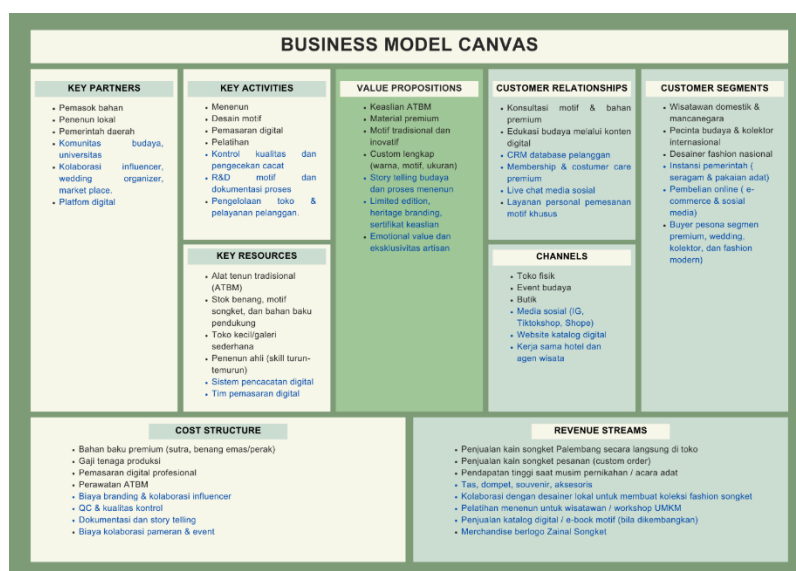 BUSINESS MODEL CANVAS
KEY PARTNERS
• Pemasok bahan
• Penenun lokal
• Pemerintah daerah
• Komunitas budaya,
universitas
• Kolaborasi influencer,
wedding organizer,
market place.
• Platfom digital
KEY ACTIVITIES
• Menerun
• Desain motif
• Pemasaran digital
• Pelatihan
• Kontrol kualitas dan
pengecekan cacat
• R&D motif dan
dokumentasi proses
• Pengelolaan toko &
pelayanan pelanggan.
KEY RESOURCES
• Alat tenun tradisional
(ATBM)
• Stok benang, motif
songket, dan bahan baku
pendukung
• Toko kecil/galeri
sederhana
• Penenun ahli (skill turun-
temurun)
• Sistem pencacatan digital
• Tim pemasaran digital
VALUE PROPOSITIONS
• Keaslian ATBM
• Material premium
• Motif tradisional dan
inovatif
• Custom lengkap
(warna, motif, ukuran)
• Story telling budaya
dan proses menenun
• Limited edition,
heritage branding,
sertifikat keaslian
• Emotional value dan
eksklusivitas artisan
CUSTOMER RELATIONSHIPS
• Konsultasi motif & bahan
premium
• Edukasi budaya melalui konten
digital
• CRM database pelanggan
• Membership & costumer care
premium
• Live chat media sosial
• Layanan personal pemesanan
motif khusus
CHANNELS
• Toko fisik
• Event budaya
• Butik
• Media sosial (IG,
Tiktokshop, Shope)
• Website katalog digital
• Kerja sama hotel dan
agen wisata
CUSTOMER SEGMENTS
• Wisatawan domestik &
mancanegara
• Pecinta budaya & kolektor
internasional
• Desainer fashion nasional
• Instansi pemerintah (
seragam & pakaian adat)
• Pembelian online ( e-
commerce & sosial
media)
• Buyer pesona segmen
premium, wedding,
kolektor, dan fashion
modern)
COST STRUCTURE
• Bahan baku premium (sutra, benang emas/perak)
• Gaji tenaga produksi
• Pemasaran digital profesional
• Perawatan ATBM
• Biaya branding & kolaborasi influencer
• QC & kualitas kontrol
• Dokumentasi dan story telling
• Biaya kolaborasi pameran & event
REVENUE STREAMS
• Penjualan kain songket Palembang secara langsung di toko
• Penjualan kain songket pesanan (custom order)
• Pendapatan tinggi saat musim pernikahan / acara adat
• Tas, dompet, souvenir, aksesoris
• Kolaborasi dengan desainer lokal untuk membuat koleksi fashion songket
• Pelatihan menenun untuk wisatawan / workshop UMKM
• Penjualan katalog digital / e-book motif (bila dikembangkan)
• Merchandise berlogo Zainal Songket